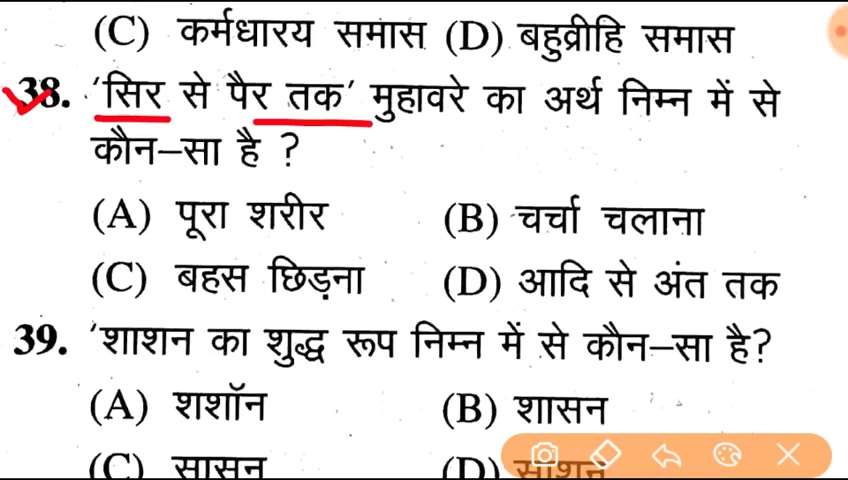 (C) कर्मधारय समास (D) बहुव्रीहि समास
38. 'सिर से पैर तक' मुहावरे का अर्थ निम्न में से
कौन–सा है ?
(A) पूरा शरीर (B) चर्चा चलाना
(C) बहस छिड़ना (D) आदि से अंत तक
39. 'शाशन का शुद्ध रूप निम्न में से कौन–सा है?
(A) शशॉन (B) शासन
(C) सासन (D)